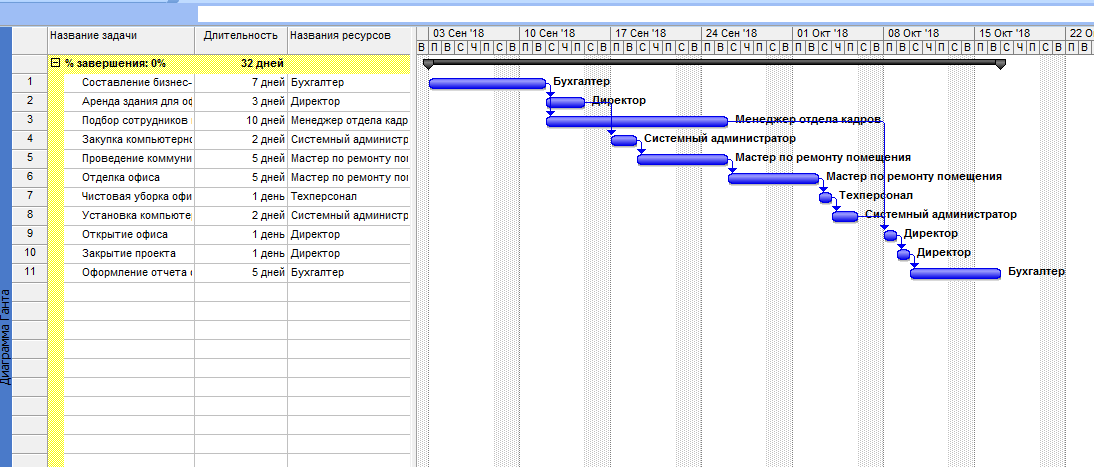 Название задачи Длительность Названия ресурсов
03 Сен '18 10 Сен '18 17 Сен '18 24 Сен '18 01 Окт '18 08 Окт '18 15 Окт '18 22 О
В П В С Ч П С В П В С Ч П С В П В С Ч П С В П В С Ч П С В П В С Ч П С В П В С Ч П С В П В С Ч П С В П В
% завершения: 0% 32 дней
1 Составление бизнес- 7 дней Бухгалтер
2 Аренда здания для оф 3 дней Директор
3 Подбор сотрудников 10 дней Менеджер отдела кадр
4 Закупка компьютерно 2 дней Системный администр
5 Проведение коммуни 5 дней Мастер по ремонту пом
6 Отделка офиса 5 дней Мастер по ремонту пом
7 Чистовая уборка офи 1 день Техперсонал
8 Установка компьюте 2 дней Системный администр
9 Открытие офиса 1 день Директор
10 Закрытие проекта 1 день Директор
11 Оформление отчета 5 дней Бухгалтер
Бухгалтер
Директор
Менеджер отдела кадров
Системный администратор
Мастер по ремонту помещения
Мастер по ремонту помещения
Техперсонал
Системный администратор
Директор
Директор
Бухгалтер
Диаграмма Ганта